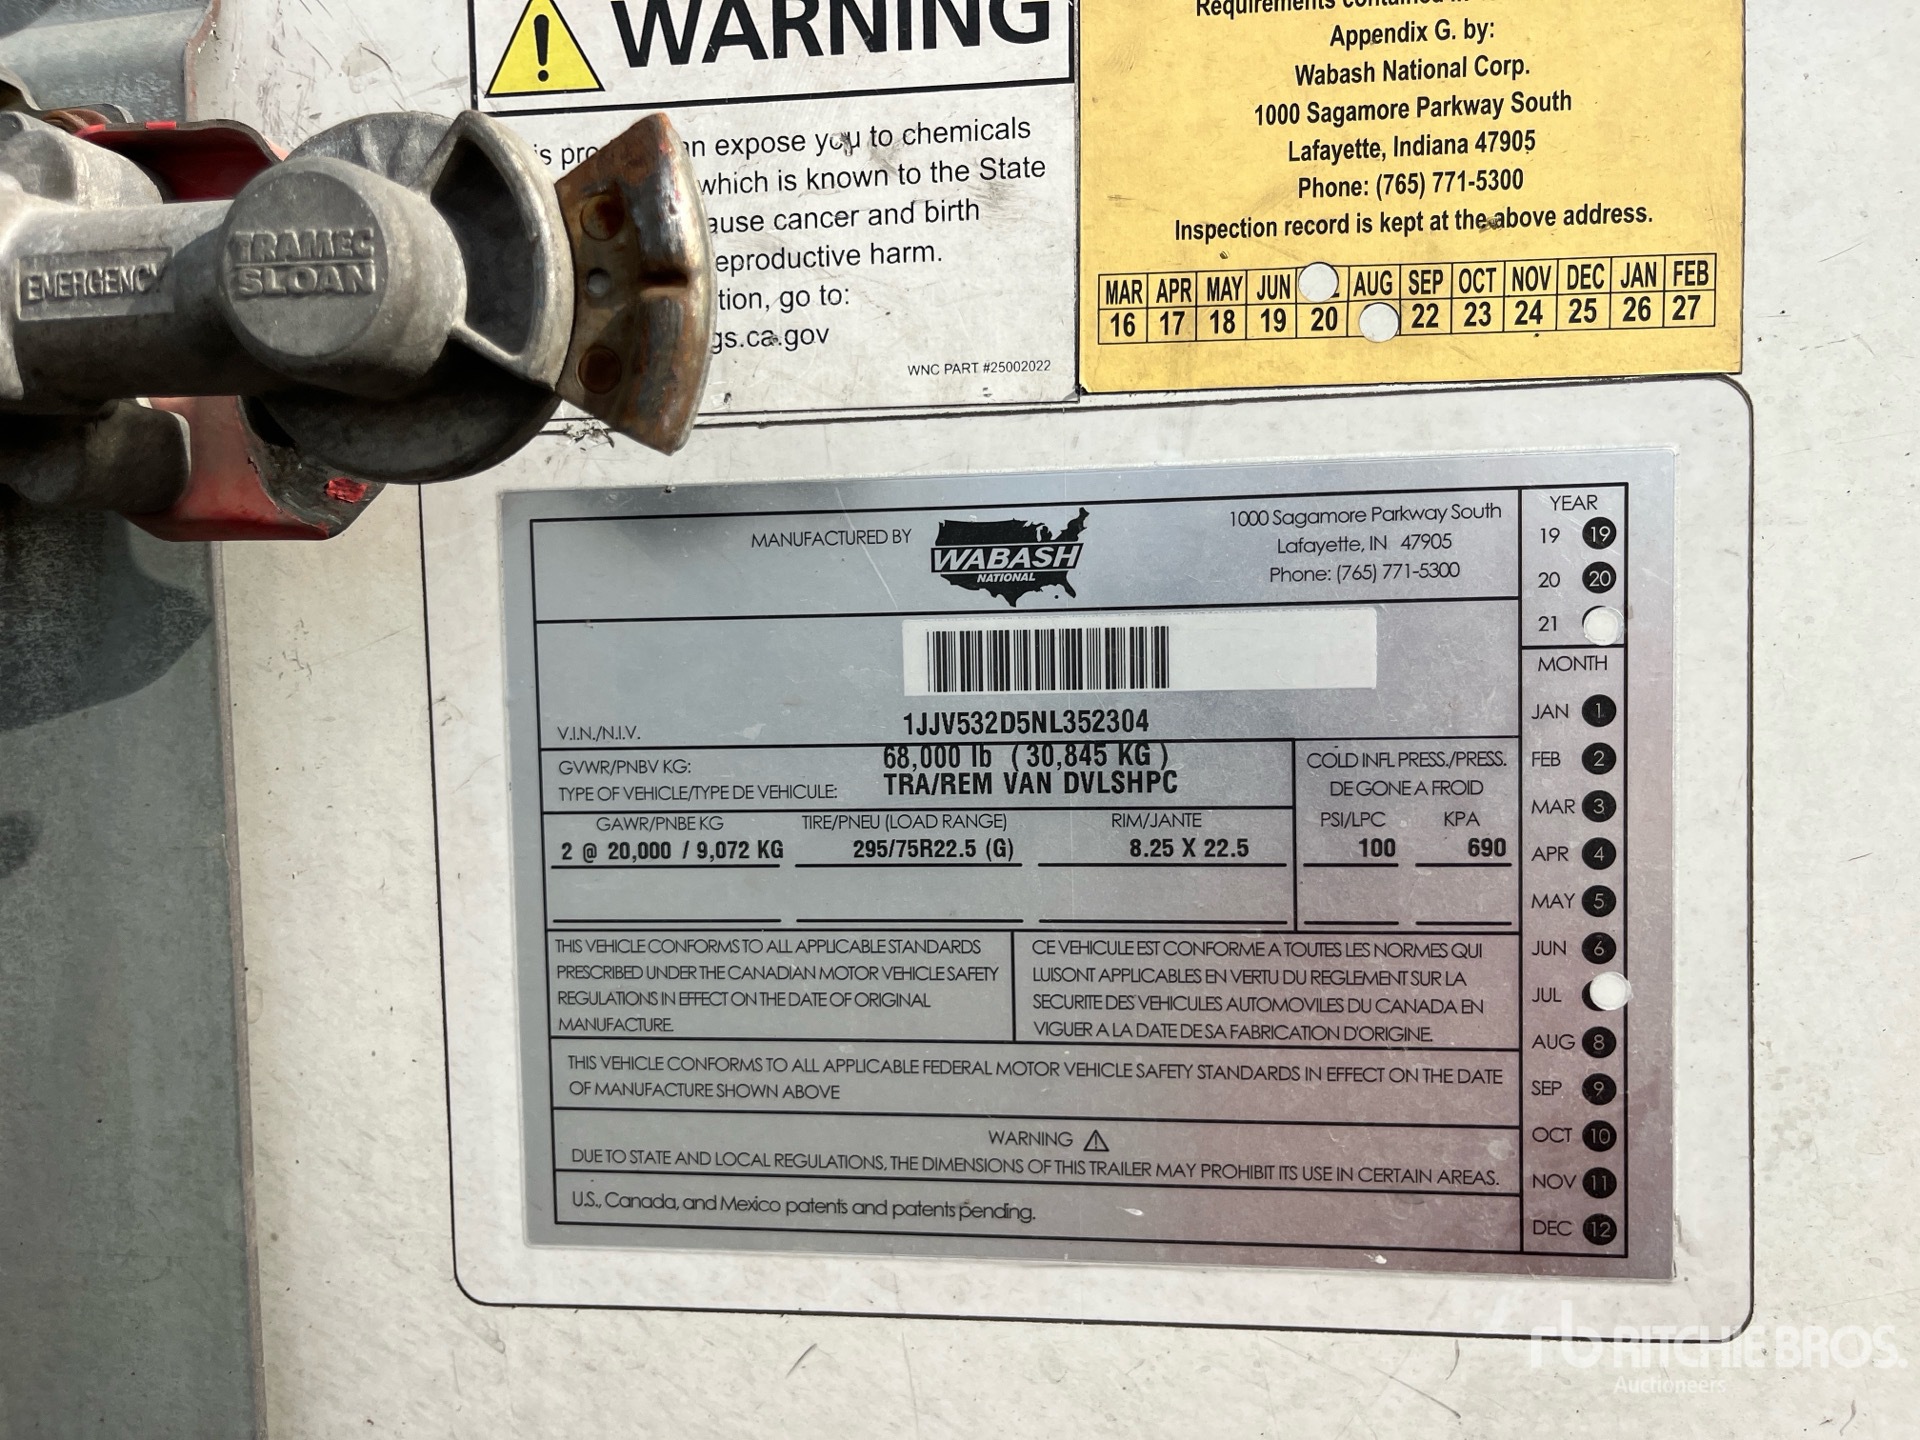 WARNING
an expose you to chemicals
which is known to the State
cancer and birth
reproductive harm.
go to:
.ca.gov
WNC PART #25002022
Requirements contained
Appendix G. by:
Wabash National Corp.
1000 Sagamore Parkway South
Lafayette, Indiana 47905
Phone: (765) 771-5300
Inspection record is kept at the above address.
MAR APR MAY JUN AUG SEP OCT NOV DEC JAN FEB
16 17 18 19 20 22 23 24 25 26 27
EMERGENCY
TRAMEC
SLOAN
MANUFACTURED BY
WABASH
NATIONAL
1000 Sagamore Parkway South
Lafayette, IN 47905
Phone: (765) 771-5300
V.I.N./N.I.V.
1JJV532D5NL352304
GVWR/PNBV KG:
68,000 lb (30,845 KG)
TYPE OF VEHICLE/TYPE DE VEHICULE:
TRA/REM VAN DVLSHPC
COLD INFL PRESS./PRESS.
DE GONE A FROID
GAWR/PNBE KG TIRE/PNEU (LOAD RANGE) RIM/JANTE PSI/LPC KPA
2 @ 20,000 / 9,072 KG 295/75R22.5 (G) 8.25 X 22.5 100 690
THIS VEHICLE CONFORMS TO ALL APPLICABLE STANDARDS
PRESCRIBED UNDER THE CANADIAN MOTOR VEHICLE SAFETY
REGULATIONS IN EFFECT ON THE DATE OF ORIGINAL
MANUFACTURE.
CE VEHICULE EST CONFORME A TOUTES LES NORMES QUI
LUISONT APPLICABLES EN VERTU DU REGLEMENT SUR LA
SECURITE DES VEHICULES AUTOMOVILES DU CANADA EN
VIGUER A LA DATE DE SA FABRICATION D'ORIGINE.
THIS VEHICLE CONFORMS TO ALL APPLICABLE FEDERAL MOTOR VEHICLE SAFETY STANDARDS IN EFFECT ON THE DATE
OF MANUFACTURE SHOWN ABOVE
WARNING
DUE TO STATE AND LOCAL REGULATIONS, THE DIMENSIONS OF THIS TRAILER MAY PROHIBIT ITS USE IN CERTAIN AREAS.
U.S., Canada, and Mexico patents and patents pending.
YEAR
19 19
20 20
21
MONTH
JAN 1
FEB 2
MAR 3
APR 4
MAY 5
JUN 6
JUL
AUG 8
SEP 9
OCT 10
NOV 11
DEC 12
rb RITCHIE BROS.
Auctioneers